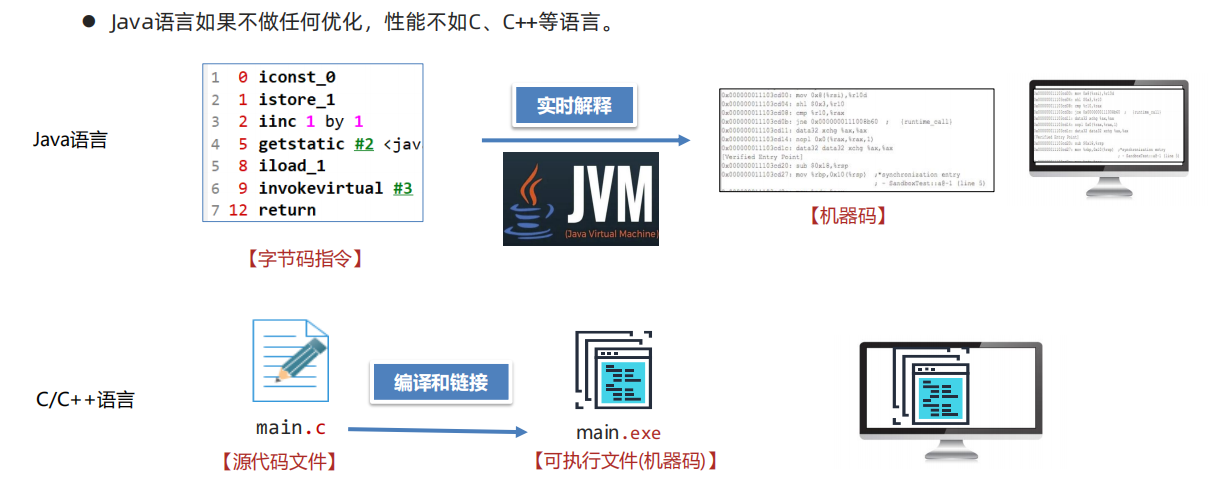 ● Java语言如果不做任何优化，性能不如C、C++等语言。
Java语言
1 0 iconst_0
2 1 istore_1
3 2 iinc 1 by 1
4 5 getstatic #2 <jav
5 8 iload_1
6 9 invokevirtual #3
7 12 return
【字节码指令】
实时解释
JVM
(Java Virtual Machine)
0x000000011103cd00: mov 0x8(%rsi),%r10d
0x000000011103cd04: shl $0x3,%r10
0x000000011103cd08: cmp %r10,%rax
0x000000011103cd0b: jne 0x0000000111008b60 ; {runtime_call}
0x000000011103cd11: data32 xchg %ax,%ax
0x000000011103cd14: nopl 0x0(%rax,%rax,1)
0x000000011103cd1c: data32 data32 xchg %ax,%ax
[Verified Entry Point]
0x000000011103cd20: sub $0x18,%rsp
0x000000011103cd27: mov %rbp,0x10(%rsp) ;*synchronization entry
; - SandboxTest::a@-1 (line 5)
【机器码】
C/C++语言
main.c
【源代码文件】
编译和链接
main.exe
【可执行文件(机器码) 】